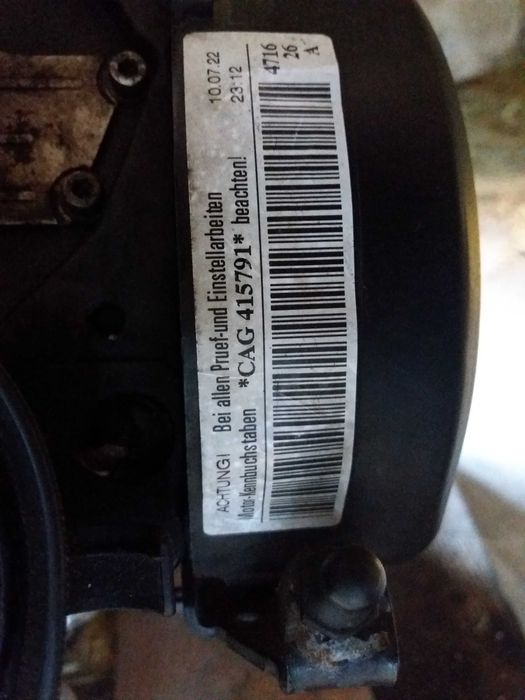 ACHTUNG! Bei allen Pruef-und Einstellarbeiten 10.07.22
Motor-Kennbuchstaben *CAG 415791* beachten! 23:12
4716
26
A